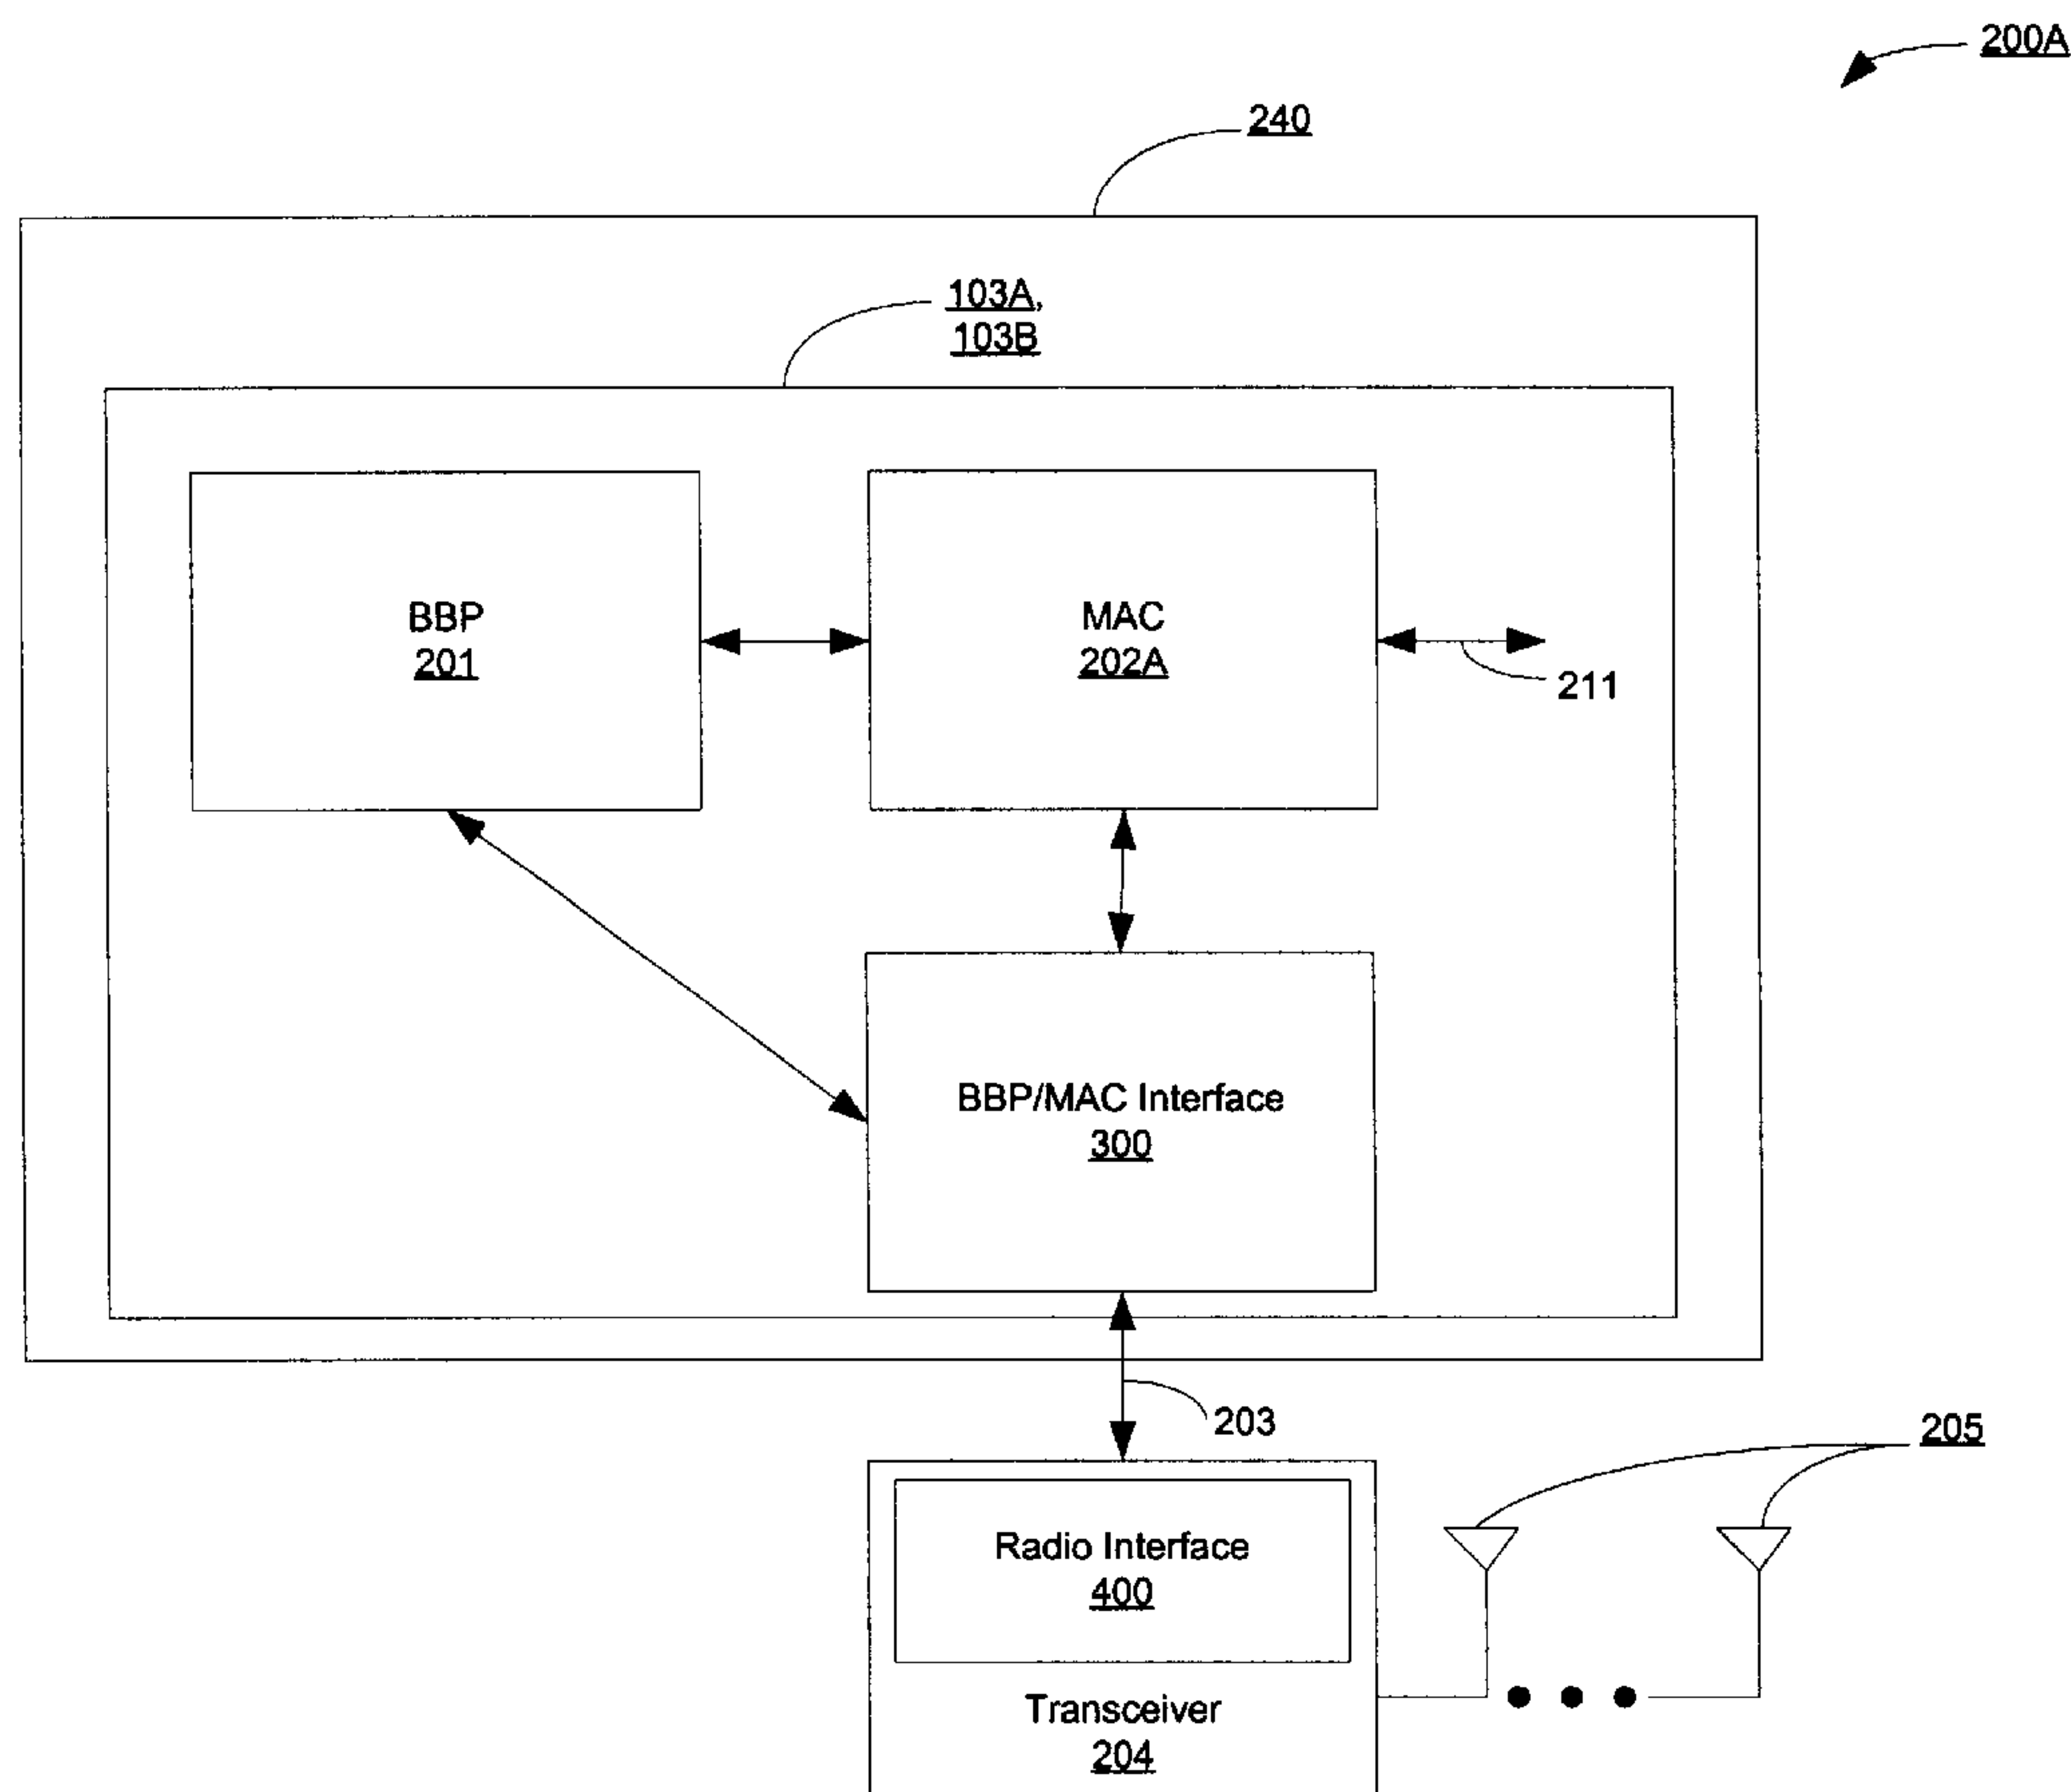 200A
240
103A,
103B
BBP
201
MAC
202A
211
BBP/MAC Interface
300
203
205
Radio Interface
400
Transceiver
204